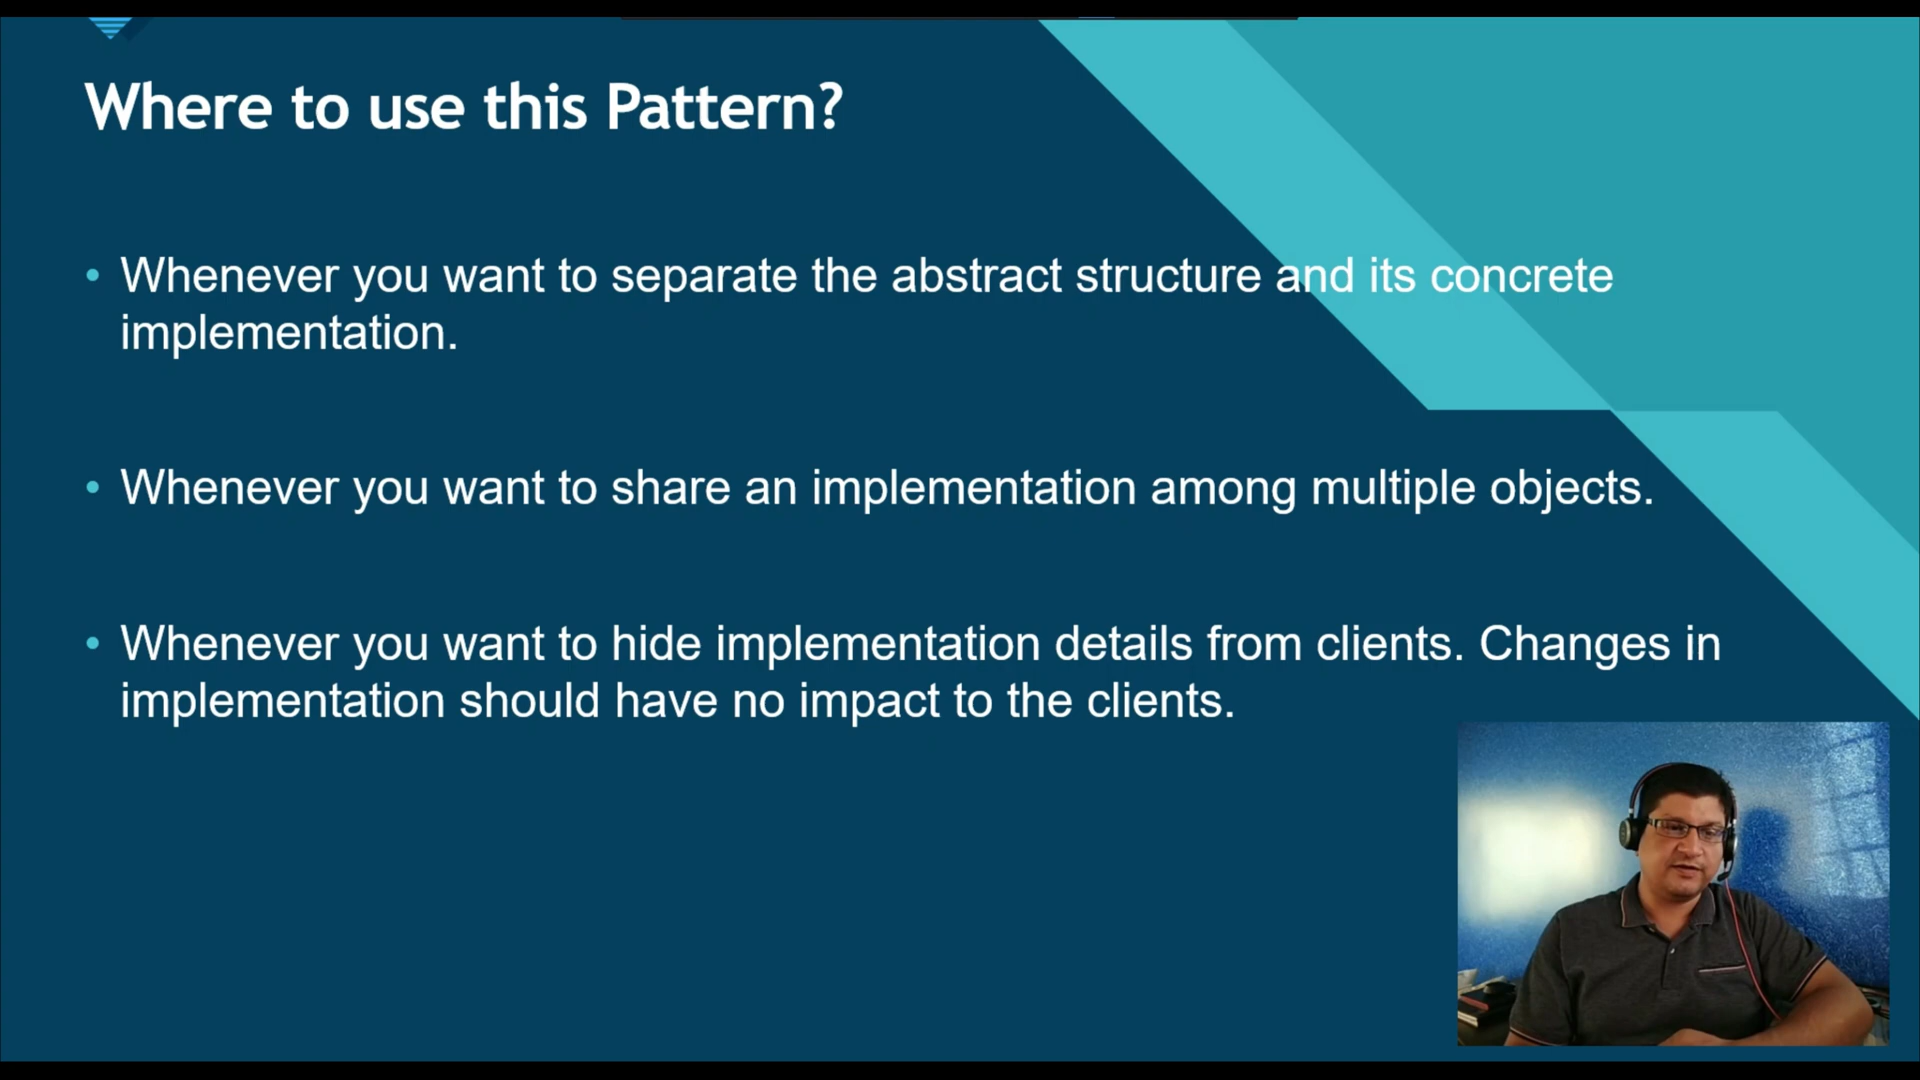 Where to use this Pattern?
• Whenever you want to separate the abstract structure and its concrete
implementation.
• Whenever you want to share an implementation among multiple objects.
• Whenever you want to hide implementation details from clients. Changes in
implementation should have no impact to the clients.